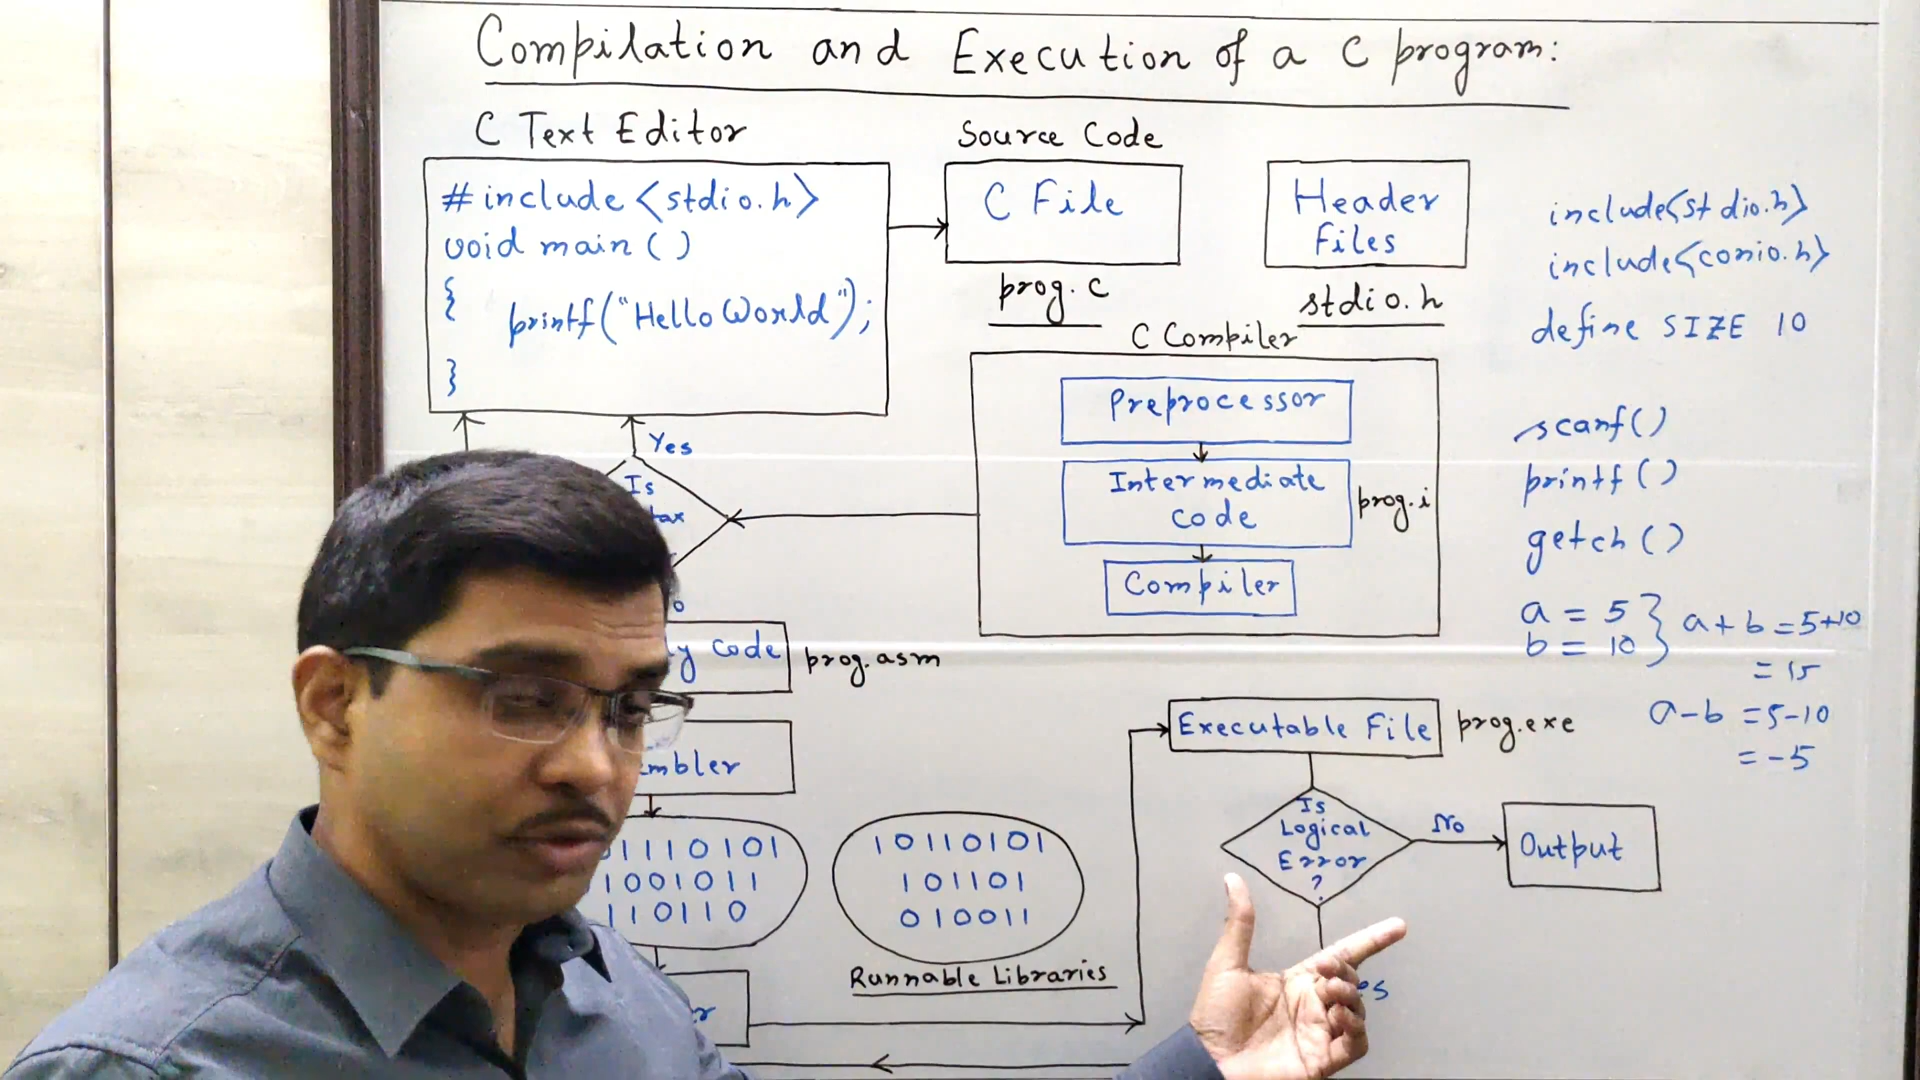 Compilation and Execution of a C program:
C Text Editor
#include <stdio.h>
void main ( )
{
printf("Hello World");
}
Source Code
C File
prog.c
Header
Files
stdio.h
include<stdio.h>
include<conio.h>
define SIZE 10
C Compiler
Preprocessor
Intermediate
Code
prog.i
Compiler
scanf()
printf()
getch()
a = 5
b = 10
a + b = 5+10
= 15
a - b = 5-10
= -5
Yes
Is
Code
prog.asm
1110101
1001011
110110
10110101
101101
010011
Runnable Libraries
Executable File
prog.exe
Is
Logical
Error
?
No
Output